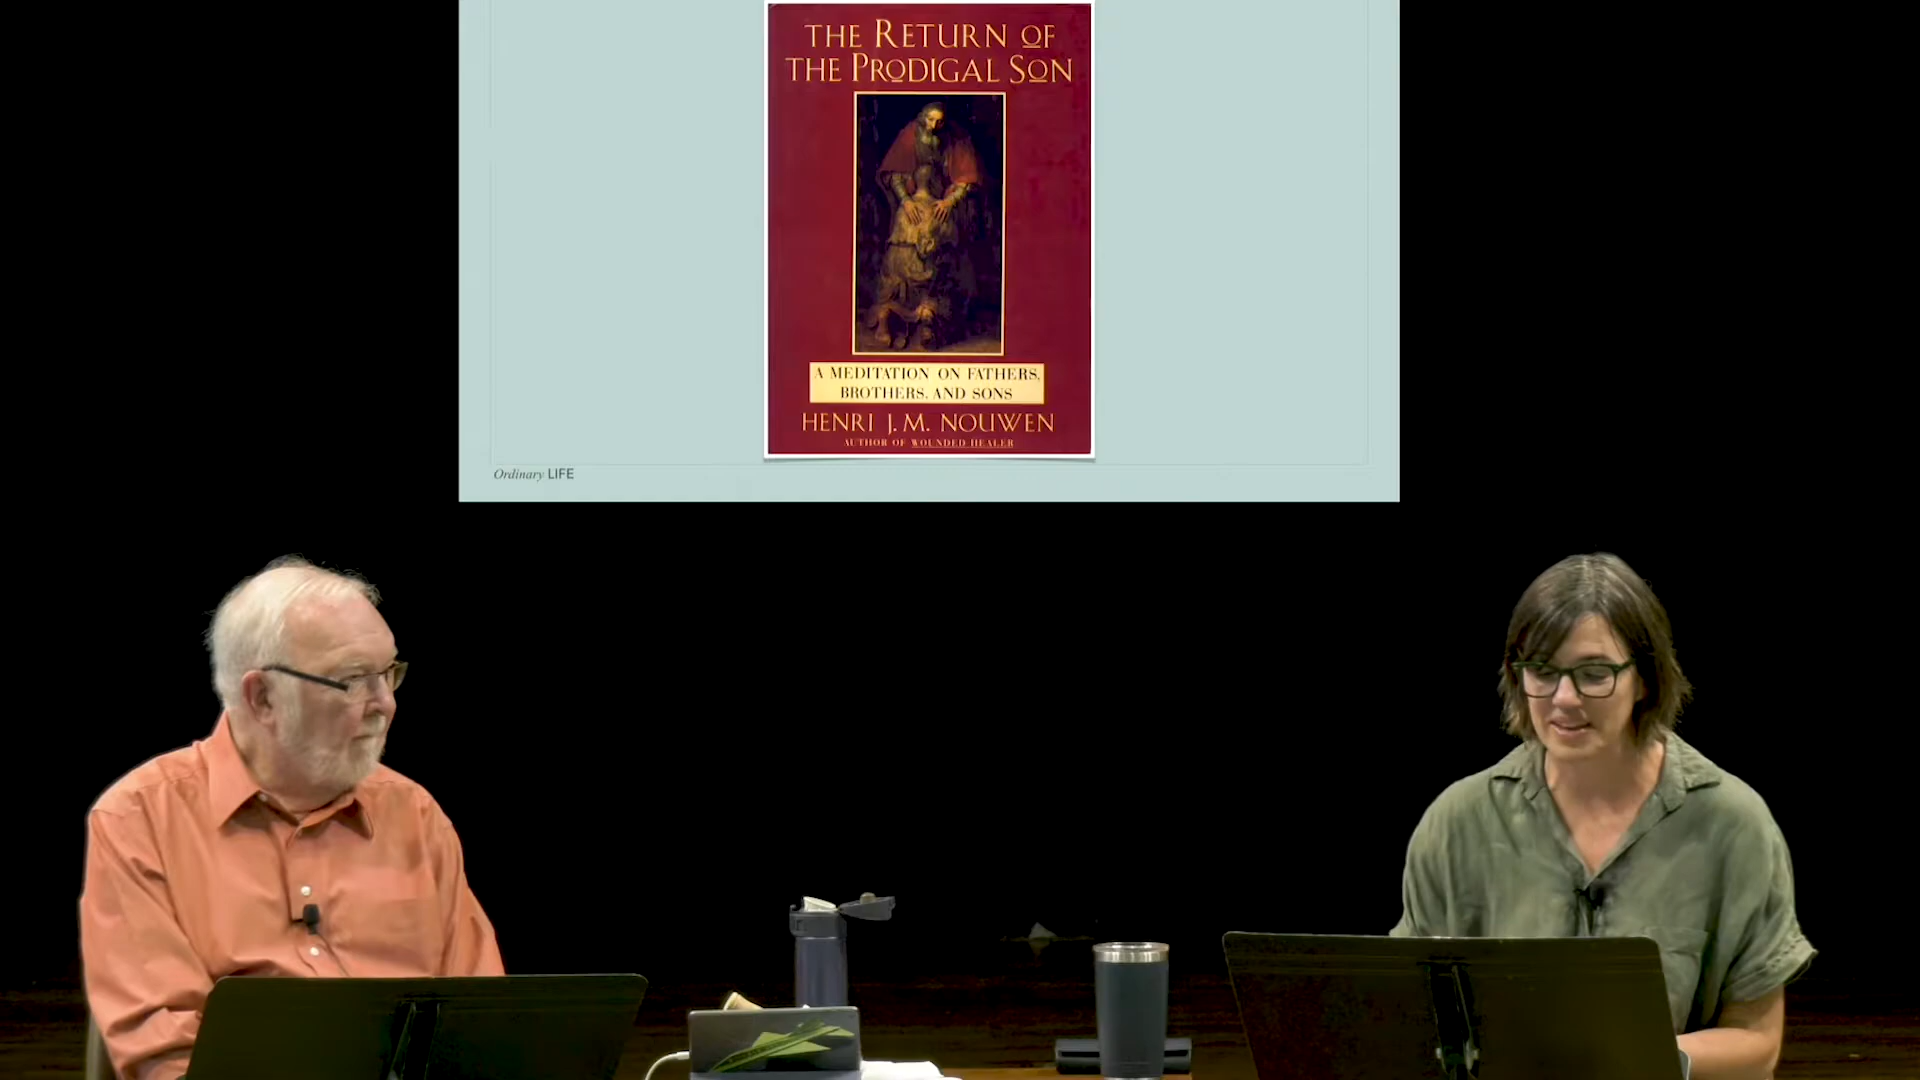 THE RETURN OF
THE PRODIGAL SON
A MEDITATION ON FATHERS,
BROTHERS, AND SONS
HENRI J.M. NOUWEN
AUTHOR OF WOUNDED HEALER
Ordinary LIFE